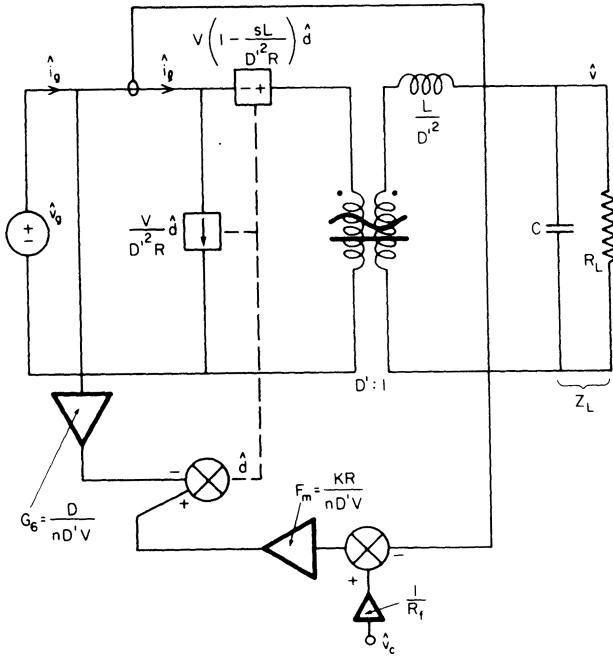 V(1 - sL/D'²R) d̂
î_g
î_ℓ
v̂
L/D'²
+
-
v̂_g
V/D'²R d̂
- +
C
R_L
D' : 1
Z_L
G_6 = D/nD'V
-
+
d̂
F_m = KR/nD'V
-
+
1/R_f
v̂_c